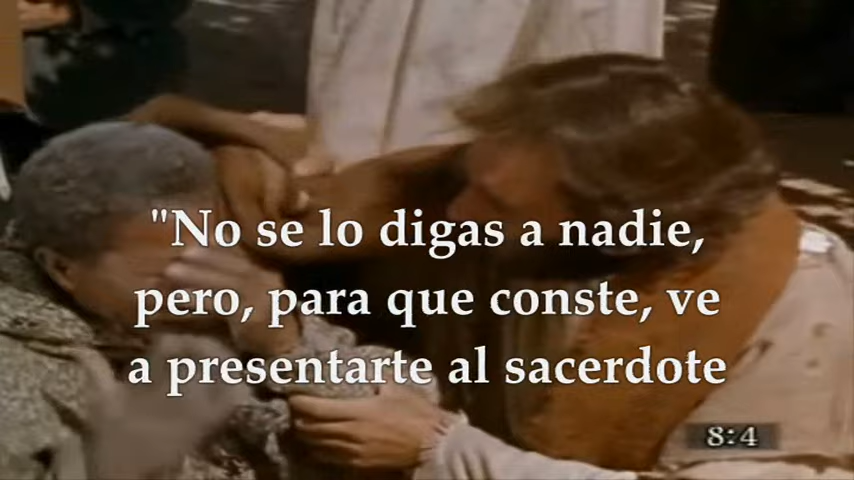 "No se lo digas a nadie,
pero, para que conste, ve
a presentarte al sacerdote
8:4